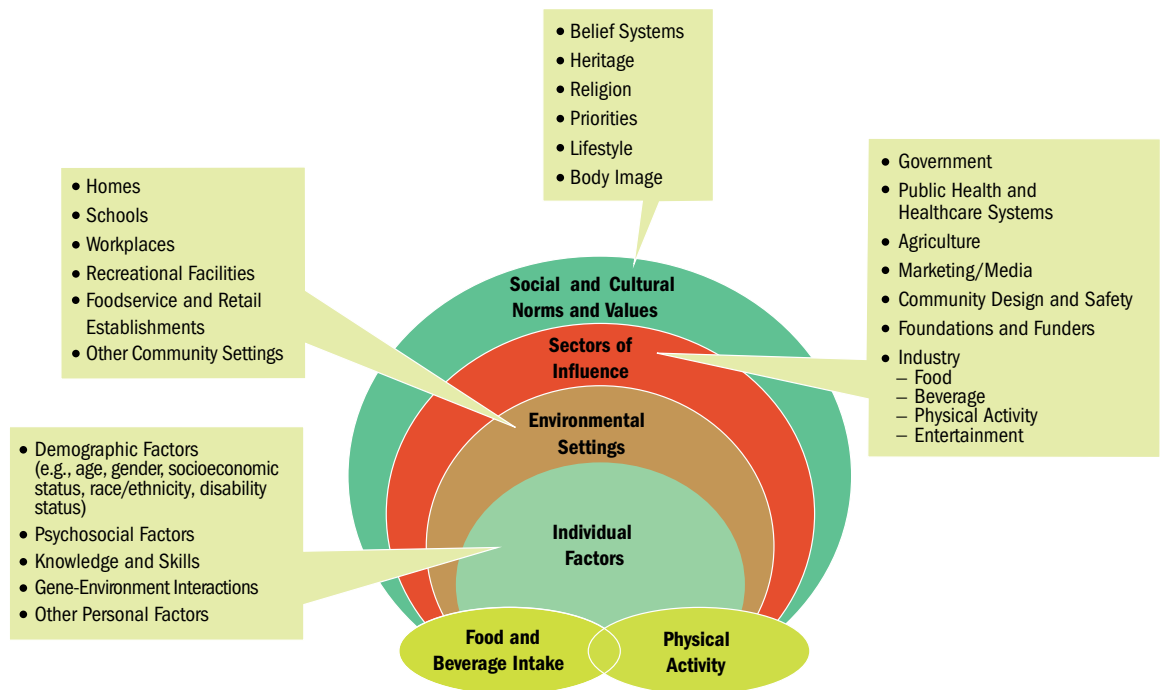 • Belief Systems
• Heritage
• Religion
• Priorities
• Lifestyle
• Body Image
• Homes
• Schools
• Workplaces
• Recreational Facilities
• Foodservice and Retail
Establishments
• Other Community Settings
• Government
• Public Health and
Healthcare Systems
• Agriculture
• Marketing/Media
• Community Design and Safety
• Foundations and Funders
• Industry
– Food
– Beverage
– Physical Activity
– Entertainment
• Demographic Factors
(e.g., age, gender, socioeconomic
status, race/ethnicity, disability
status)
• Psychosocial Factors
• Knowledge and Skills
• Gene-Environment Interactions
• Other Personal Factors
Social and Cultural
Norms and Values
Sectors of
Influence
Environmental
Settings
Individual
Factors
Food and
Beverage Intake
Physical
Activity